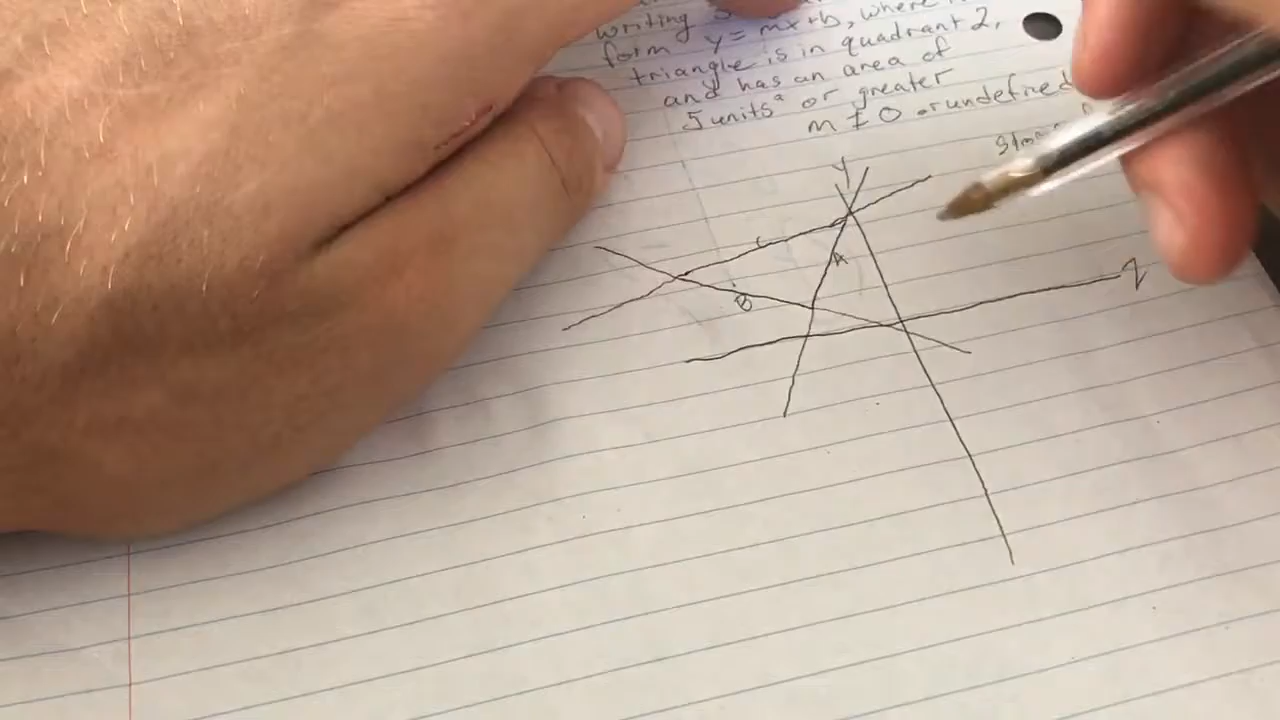 writing
form y = mx+b, where
triangle is in quadrant 2,
and has an area of
5 units² or greater
m ≠ 0 or undefined
y
C
A
B